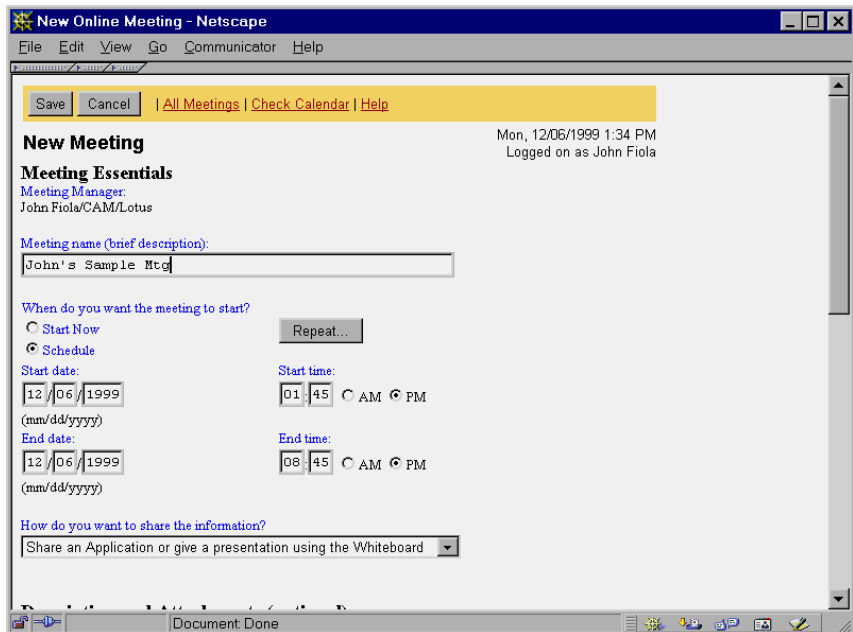 New Online Meeting - Netscape
File Edit View Go Communicator Help
Save Cancel | All Meetings | Check Calendar | Help
New Meeting
Mon, 12/06/1999 1:34 PM
Logged on as John Fiola
Meeting Essentials
Meeting Manager:
John Fiola/CAM/Lotus
Meeting name (brief description):
John's Sample Mtg
When do you want the meeting to start?
Start Now
Repeat...
Schedule
Start date: Start time:
12 / 06 / 1999 01 : 45 AM PM
(mm/dd/yyyy)
End date: End time:
12 / 06 / 1999 08 : 45 AM PM
(mm/dd/yyyy)
How do you want to share the information?
Share an Application or give a presentation using the Whiteboard
Document: Done